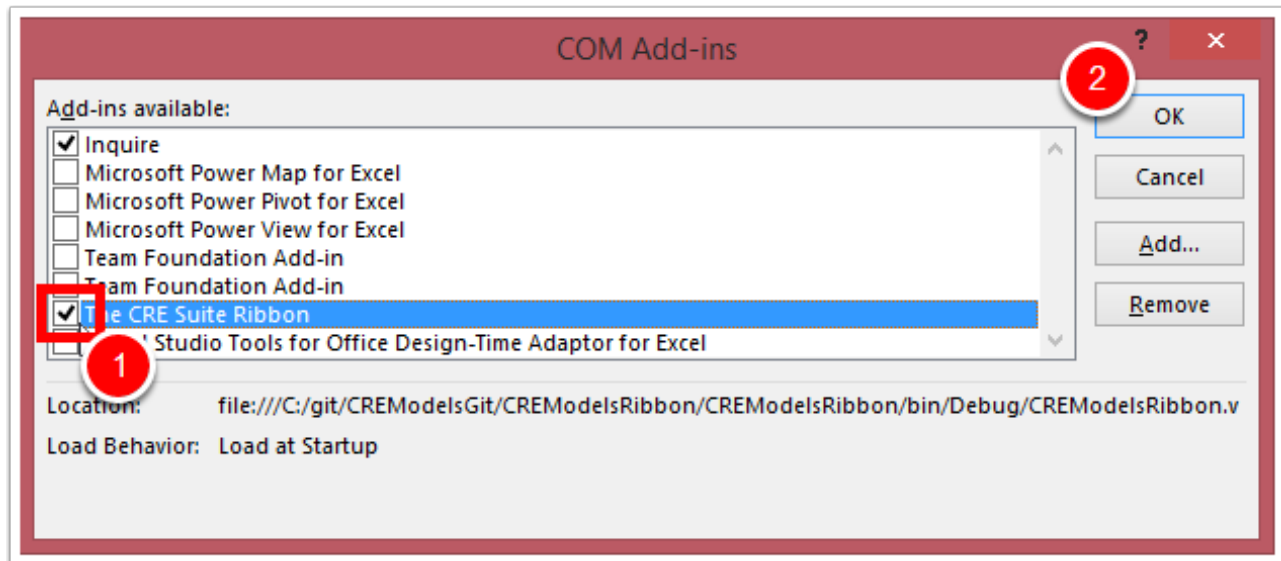 COM Add-ins
?
×
2
Add-ins available:
OK
Inquire
Microsoft Power Map for Excel
Cancel
Microsoft Power Pivot for Excel
Microsoft Power View for Excel
Add...
Team Foundation Add-in
Team Foundation Add-in
Remove
The CRE Suite Ribbon
Studio Tools for Office Design-Time Adaptor for Excel
1
Location: file:///C:/git/CREModelsGit/CREModelsRibbon/CREModelsRibbon/bin/Debug/CREModelsRibbon.v
Load Behavior: Load at Startup